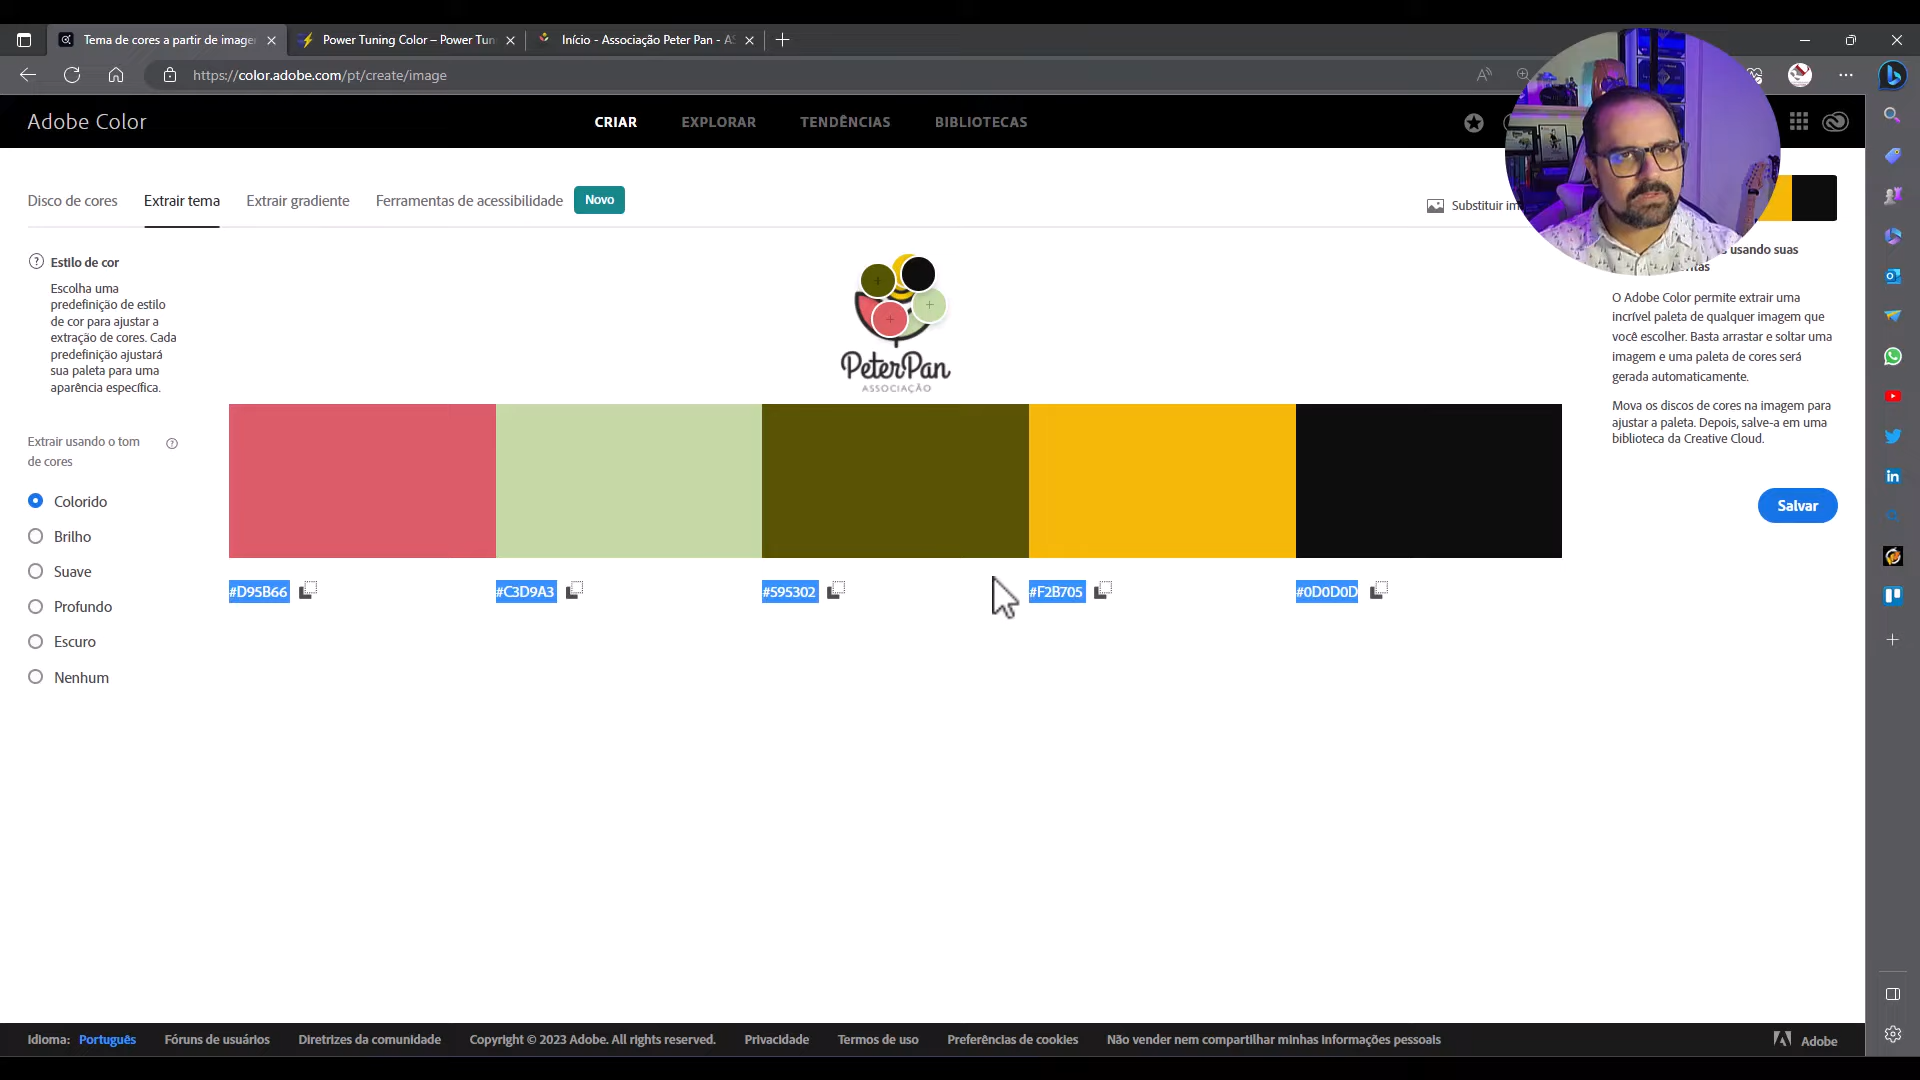 Tema de cores a partir de image
Power Tuning Color – Power Tun
Início - Associação Peter Pan - AS
https://color.adobe.com/pt/create/image
Adobe Color
CRIAR
EXPLORAR
TENDÊNCIAS
BIBLIOTECAS
Disco de cores
Extrair tema
Extrair gradiente
Ferramentas de acessibilidade
Novo
Substituir im
Estilo de cor
Escolha uma
predefinição de estilo
de cor para ajustar a
extração de cores. Cada
predefinição ajustará
sua paleta para uma
aparência específica.
Extrair usando o tom
de cores
Colorido
Brilho
Suave
Profundo
Escuro
Nenhum
PeterPan
ASSOCIAÇÃO
#D95B66
#C3D9A3
#595302
#F2B705
#0D0D0D
usando suas
O Adobe Color permite extrair uma
incrível paleta de qualquer imagem que
você escolher. Basta arrastar e soltar uma
imagem e uma paleta de cores será
gerada automaticamente.
Mova os discos de cores na imagem para
ajustar a paleta. Depois, salve-a em uma
biblioteca da Creative Cloud.
Salvar
Idioma: Português
Fóruns de usuários
Diretrizes da comunidade
Copyright © 2023 Adobe. All rights reserved.
Privacidade
Termos de uso
Preferências de cookies
Não vender nem compartilhar minhas informações pessoais
Adobe